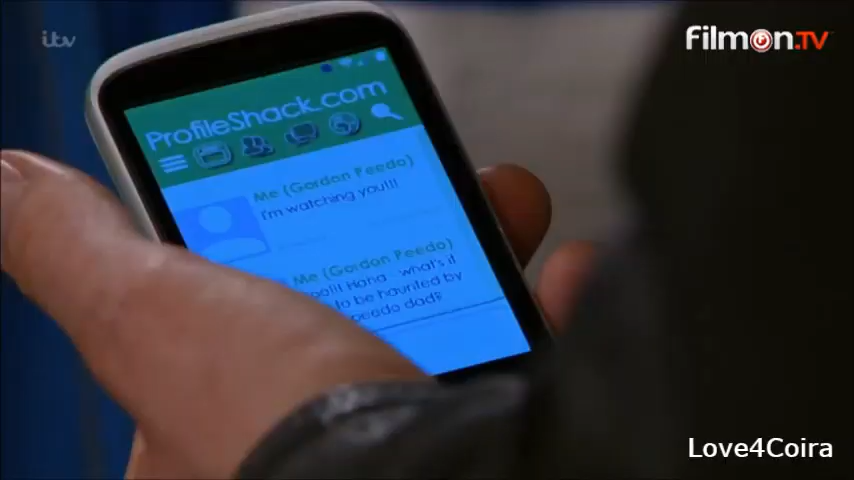 itv
Filmon.TV
ProfileShack.com
Me (Gordon Peedo)
I'm watching you!!!
Me (Gordon Peedo)
Haha - what's it
to be haunted by
peedo dad?
Love4Coira